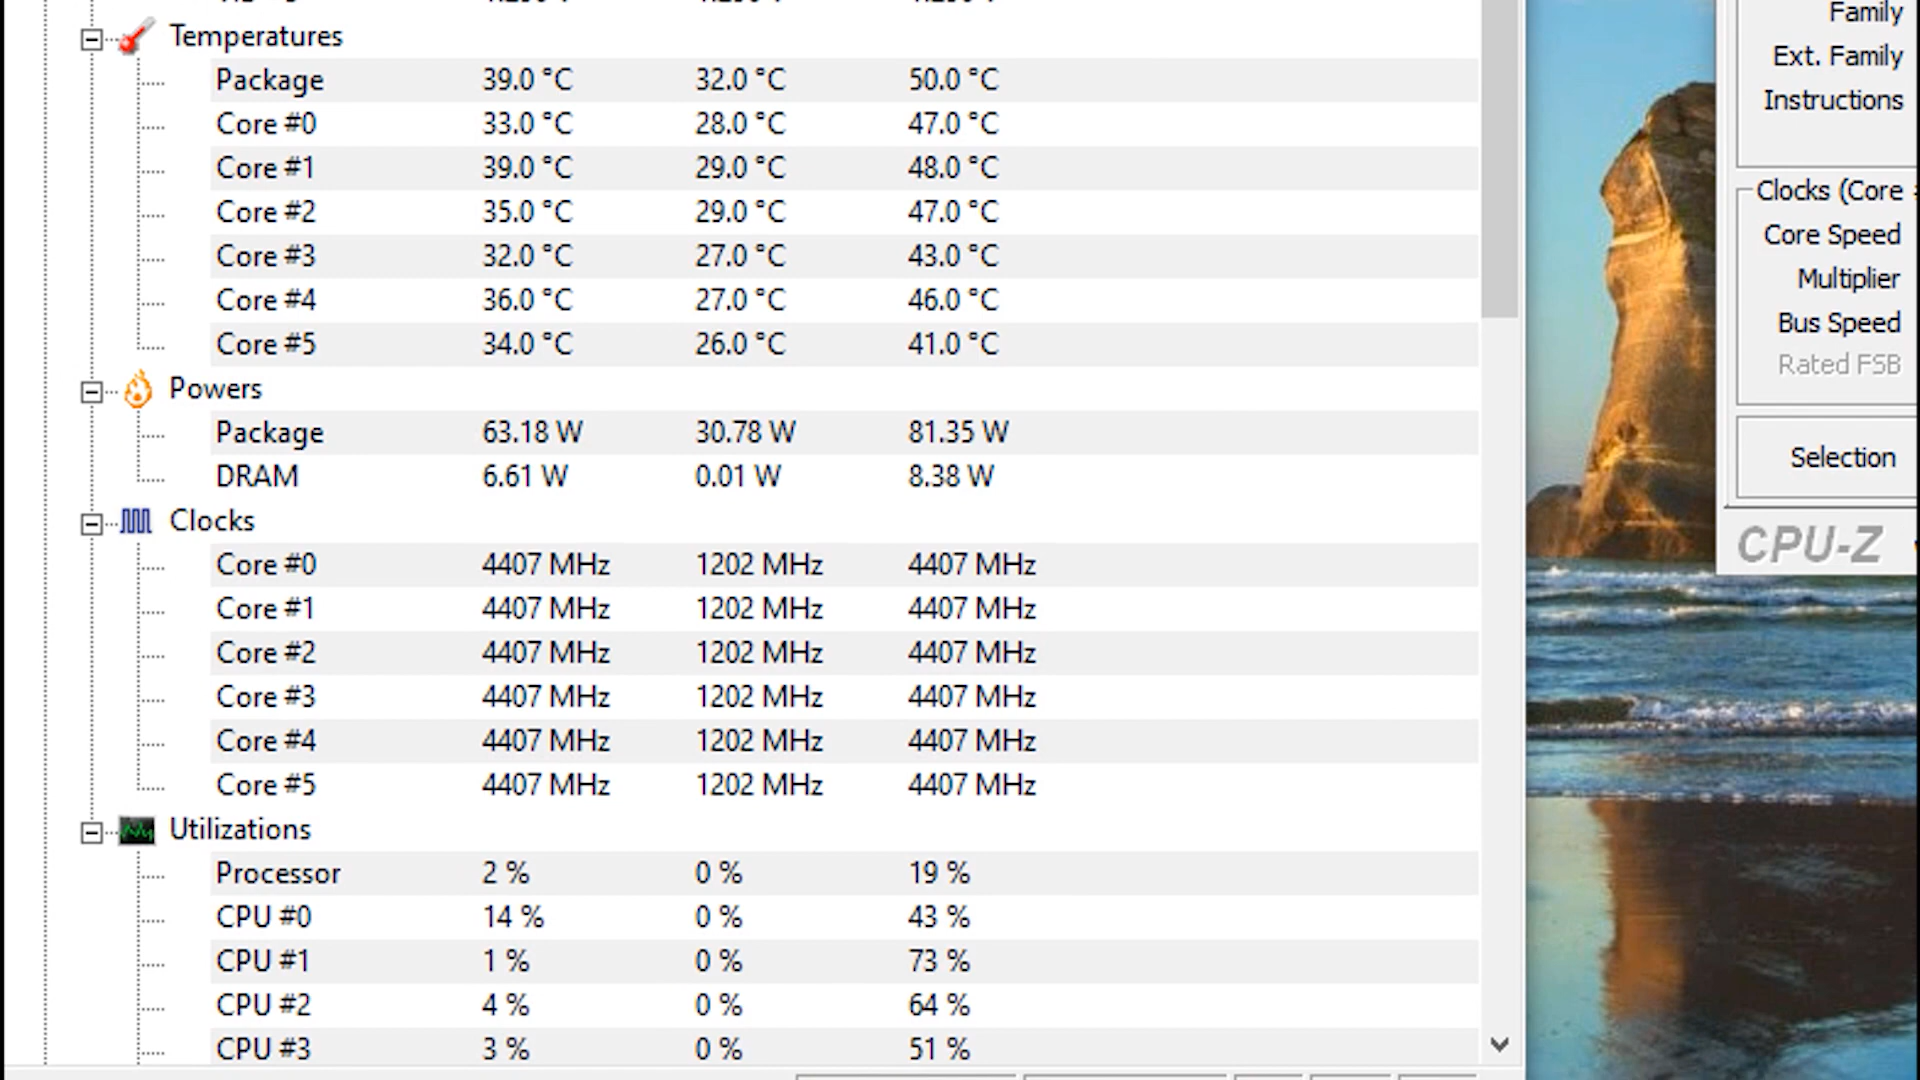 Temperatures
Package 39.0 °C 32.0 °C 50.0 °C
Core #0 33.0 °C 28.0 °C 47.0 °C
Core #1 39.0 °C 29.0 °C 48.0 °C
Core #2 35.0 °C 29.0 °C 47.0 °C
Core #3 32.0 °C 27.0 °C 43.0 °C
Core #4 36.0 °C 27.0 °C 46.0 °C
Core #5 34.0 °C 26.0 °C 41.0 °C
Powers
Package 63.18 W 30.78 W 81.35 W
DRAM 6.61 W 0.01 W 8.38 W
Clocks
Core #0 4407 MHz 1202 MHz 4407 MHz
Core #1 4407 MHz 1202 MHz 4407 MHz
Core #2 4407 MHz 1202 MHz 4407 MHz
Core #3 4407 MHz 1202 MHz 4407 MHz
Core #4 4407 MHz 1202 MHz 4407 MHz
Core #5 4407 MHz 1202 MHz 4407 MHz
Utilizations
Processor 2 % 0 % 19 %
CPU #0 14 % 0 % 43 %
CPU #1 1 % 0 % 73 %
CPU #2 4 % 0 % 64 %
CPU #3 3 % 0 % 51 %
Family
Ext. Family
Instructions
Clocks (Core
Core Speed
Multiplier
Bus Speed
Rated FSB
Selection
CPU-Z